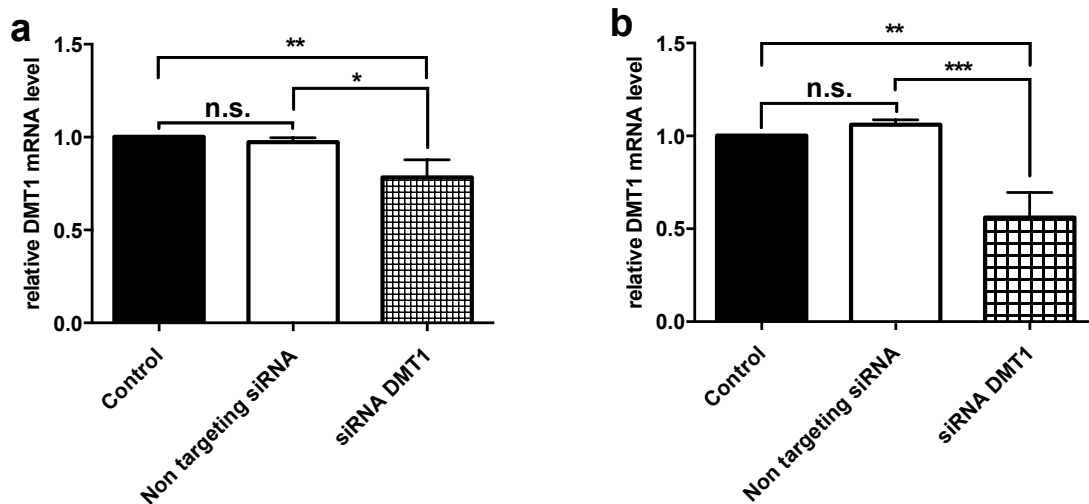 a
relative DMT1 mRNA level
1.5
1.0
0.5
0.0
**
*
n.s.
Control
Non targeting siRNA
siRNA DMT1
b
relative DMT1 mRNA level
1.5
1.0
0.5
0.0
**
***
n.s.
Control
Non targeting siRNA
siRNA DMT1